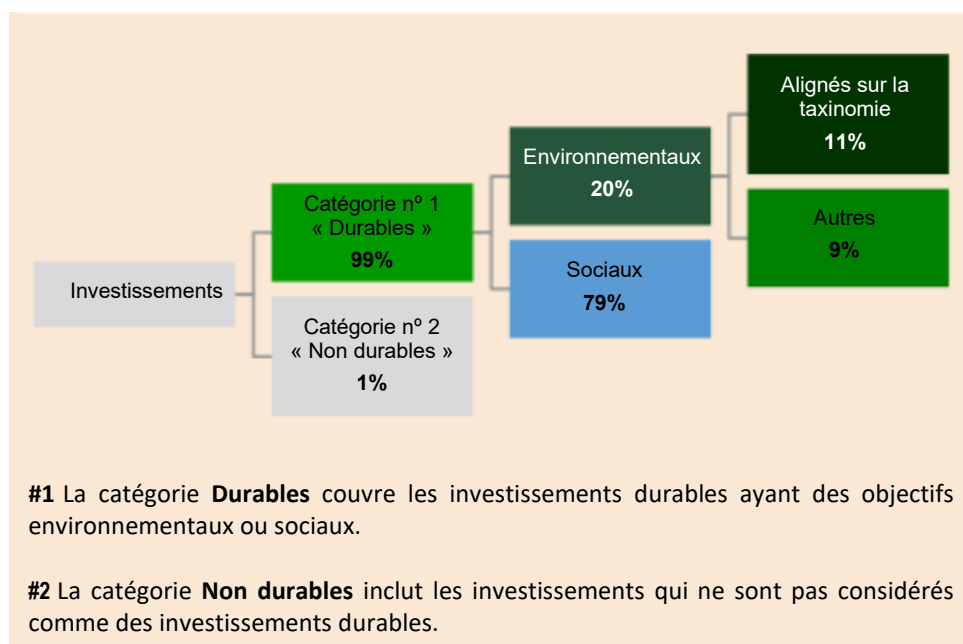 Investissements
Catégorie nº 1
« Durables »
99%
Catégorie nº 2
« Non durables »
1%
Environnementaux
20%
Sociaux
79%
Alignés sur la
taxinomie
11%
Autres
9%
#1 La catégorie Durables couvre les investissements durables ayant des objectifs
environnementaux ou sociaux.
#2 La catégorie Non durables inclut les investissements qui ne sont pas considérés
comme des investissements durables.